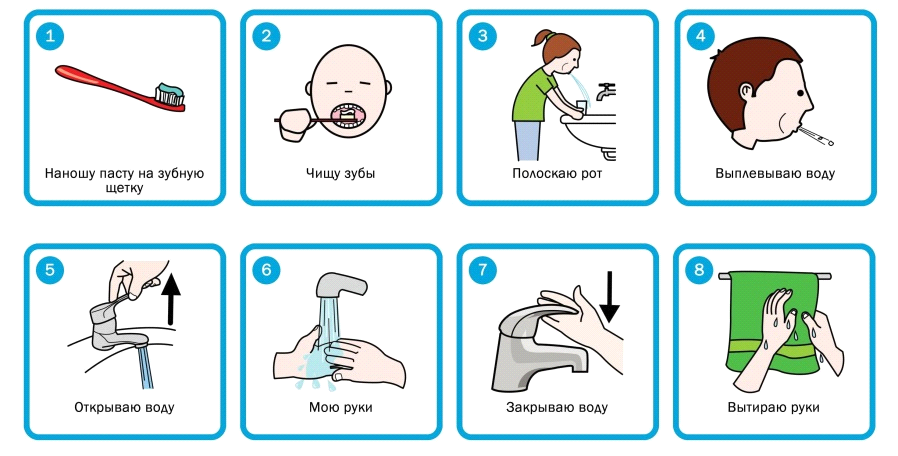 1
Наношу пасту на зубную
щетку
2
Чищу зубы
3
Полоскаю рот
4
Выплевываю воду
5
Открываю воду
6
Мою руки
7
Закрываю воду
8
Вытираю руки